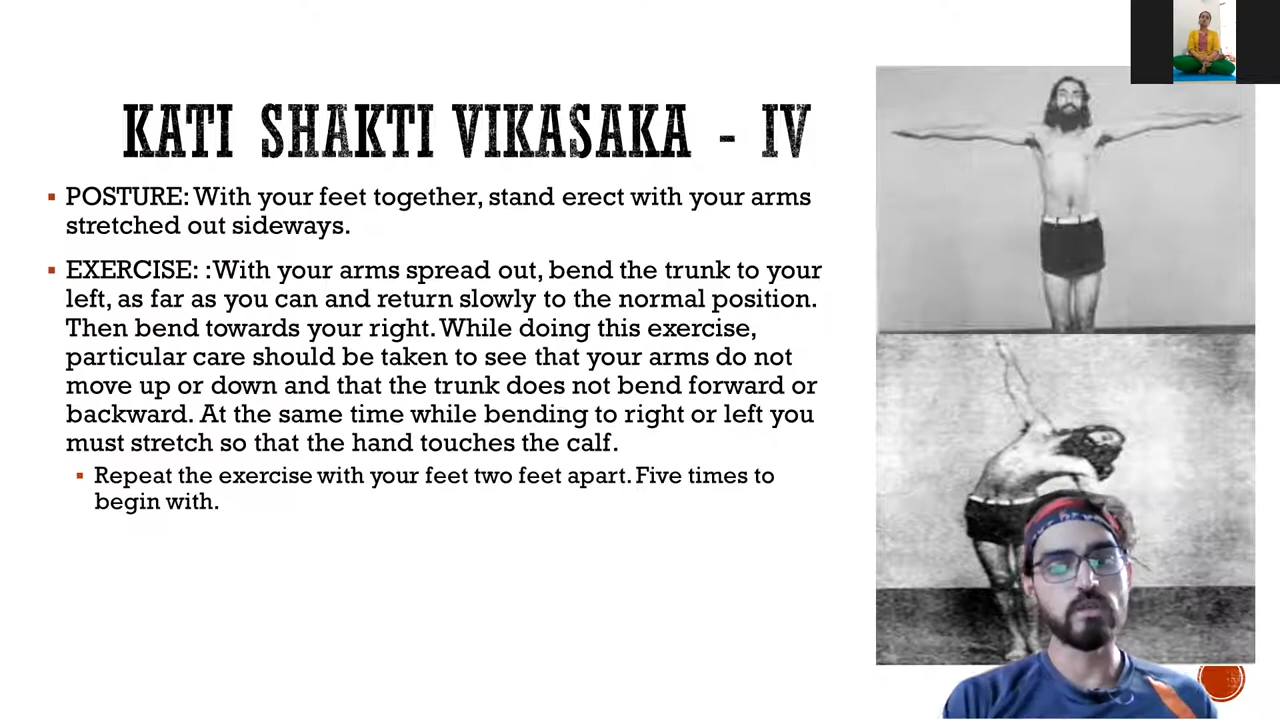 KATI SHAKTI VIKASAKA - IV
POSTURE: With your feet together, stand erect with your arms
stretched out sideways.
EXERCISE: :With your arms spread out, bend the trunk to your
left, as far as you can and return slowly to the normal position.
Then bend towards your right. While doing this exercise,
particular care should be taken to see that your arms do not
move up or down and that the trunk does not bend forward or
backward. At the same time while bending to right or left you
must stretch so that the hand touches the calf.
Repeat the exercise with your feet two feet apart. Five times to
begin with.